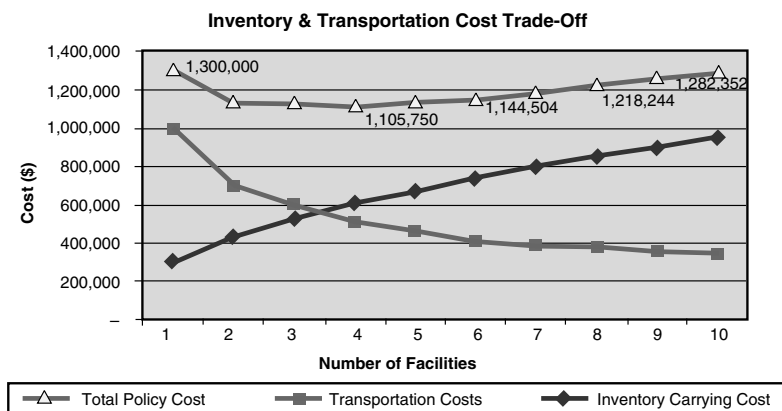 Inventory & Transportation Cost Trade-Off
Cost ($)
1,400,000
1,200,000
1,000,000
800,000
600,000
400,000
200,000
–
1,300,000
1,105,750
1,144,504
1,218,244
1,282,352
1 2 3 4 5 6 7 8 9 10
Number of Facilities
Total Policy Cost Transportation Costs Inventory Carrying Cost